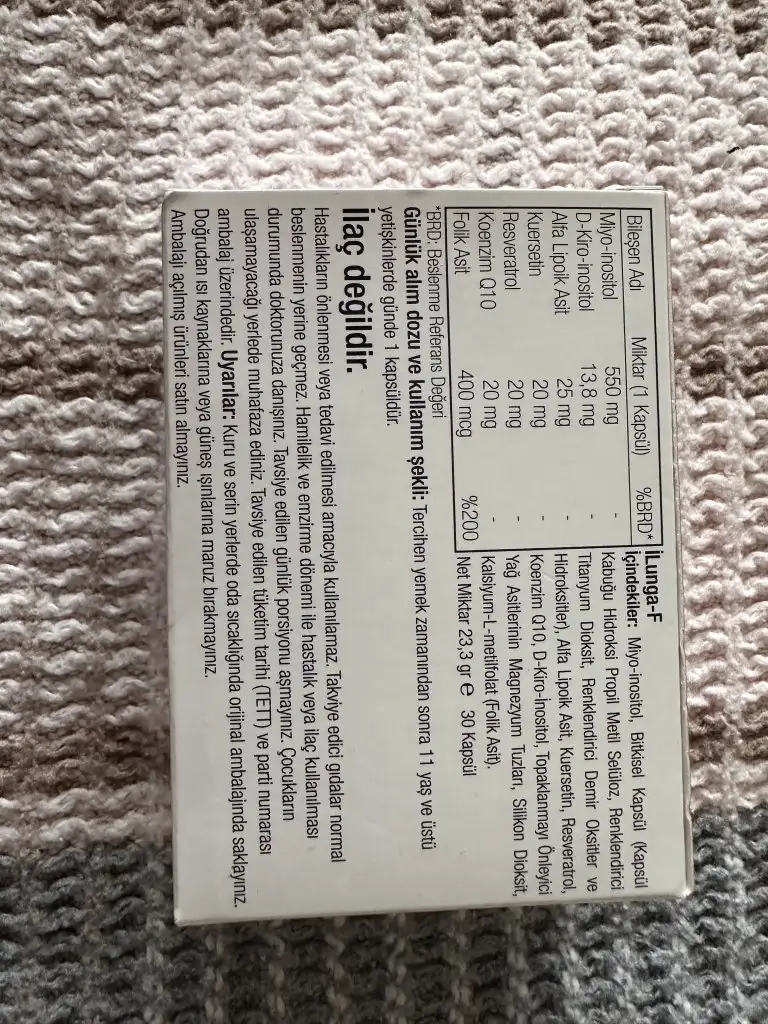 Bileşen Adı Miktar (1 Kapsül) %BRD*
Miyo-inositol 550 mg -
D-Kiro-inositol 13,8 mg -
Alfa Lipoik Asit 25 mg -
Kuersetin 20 mg -
Resveratrol 20 mg -
Koenzim Q10 20 mg -
Folik Asit 400 mcg %200
*BRD: Beslenme Referans Değeri
iLunga-F
İçindekiler: Miyo-inositol, Bitkisel Kapsül (Kapsül
Kabuğu Hidroksi Propil Metil Selüloz, Renklendirici
Titanyum Dioksit, Renklendirici Demir Oksitler ve
Hidroksitler), Alfa Lipoik Asit, Kuersetin, Resveratrol,
Koenzim Q10, D-Kiro-İnositol, Topaklanmayı Önleyici
Yağ Asitlerinin Magnezyum Tuzları, Silikon Dioksit,
Kalsiyum-L-metilfolat (Folik Asit).
Net Miktar 23,3 gr e 30 Kapsül
Günlük alım dozu ve kullanım şekli: Tercihen yemek zamanından sonra 11 yaş ve üstü
yetişkinlerde günde 1 kapsüldür.
İlaç değildir.
Hastalıkların önlenmesi veya tedavi edilmesi amacıyla kullanılamaz. Takviye edici gıdalar normal
beslenmenin yerine geçmez. Hamilelik ve emzirme dönemi ile hastalık veya ilaç kullanılması
durumunda doktorunuza danışınız. Tavsiye edilen günlük porsiyonu aşmayınız. Çocukların
ulaşamayacağı yerlede muhafaza ediniz. Tavsiye edilen tüketim tarihi (TETT) ve parti numarası
ambalaj üzerindedir. Uyarılar: Kuru ve serin yerlerde oda sıcaklığında orijinal ambalajında saklayınız.
Doğrudan ısı kaynaklarına veya güneş ışınlarına maruz bırakmayınız.
Ambalajı açılmış ürünleri satın almayınız.